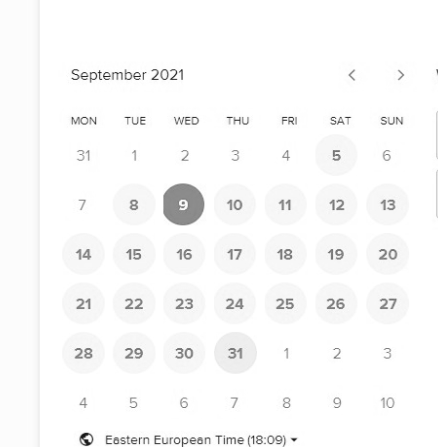 September 2021
MON TUE WED THU FRI SAT SUN
31 1 2 3 4 5 6
7 8 9 10 11 12 13
14 15 16 17 18 19 20
21 22 23 24 25 26 27
28 29 30 31 1 2 3
4 5 6 7 8 9 10
Eastern European Time (18:09)